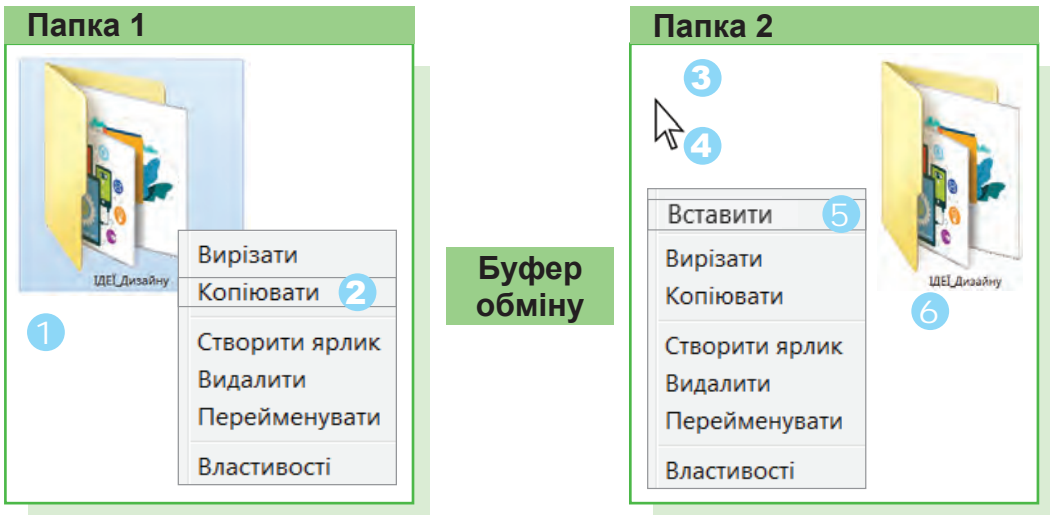 Папка 1
ІДЕЇ_Дизайну
1
Вирізати
Копіювати 2
Створити ярлик
Видалити
Перейменувати
Властивості
Буфер
обміну
Папка 2
3
4
Вставити 5
Вирізати
Копіювати
Створити ярлик
Видалити
Перейменувати
Властивості
ІДЕЇ_Дизайну
6